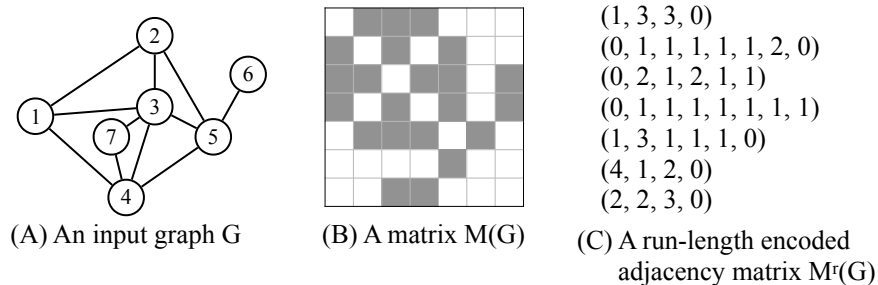 2
6
1
3
7
5
4
(A) An input graph G
(B) A matrix M(G)
(1, 3, 3, 0)
(0, 1, 1, 1, 1, 1, 2, 0)
(0, 2, 1, 2, 1, 1)
(0, 1, 1, 1, 1, 1, 1, 1)
(1, 3, 1, 1, 1, 0)
(4, 1, 2, 0)
(2, 2, 3, 0)
(C) A run-length encoded
adjacency matrix Mʳ(G)